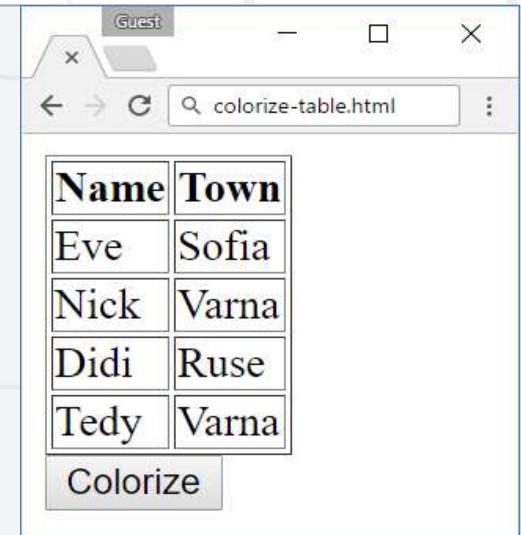 Guest
colorize-table.html
Name Town
Eve Sofia
Nick Varna
Didi Ruse
Tedy Varna
Colorize